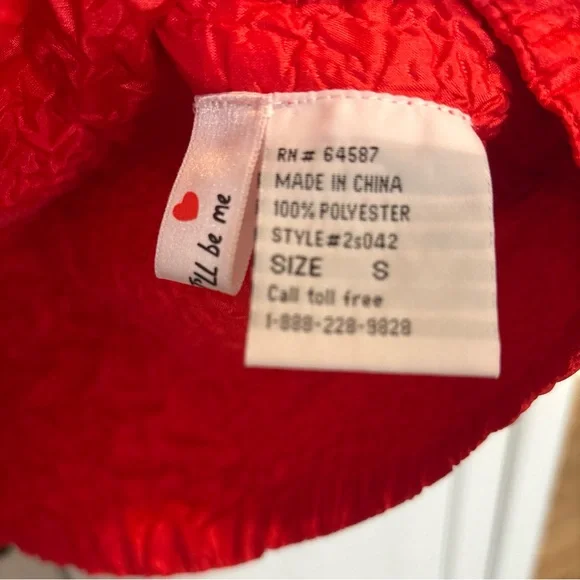 RN# 64587
MADE IN CHINA
100% POLYESTER
STYLE#2s042
SIZE S
Call toll free
1-888-228-9828
be me